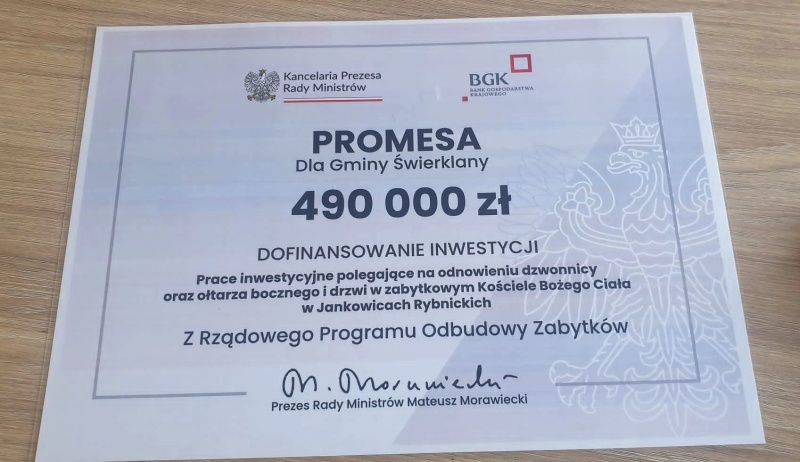 Kancelaria Prezesa
Rady Ministrów
BGK
BANK GOSPODARSTWA
KRAJOWEGO
PROMESA
Dla Gminy Świerklany
490 000 zł
DOFINANSOWANIE INWESTYCJI
Prace inwestycyjne polegające na odnowieniu dzwonnicy
oraz ołtarza bocznego i drzwi w zabytkowym Kościele Bożego Ciała
w Jankowicach Rybnickich
Z Rządowego Programu Odbudowy Zabytków
M. Morawiecki
Prezes Rady Ministrów Mateusz Morawiecki